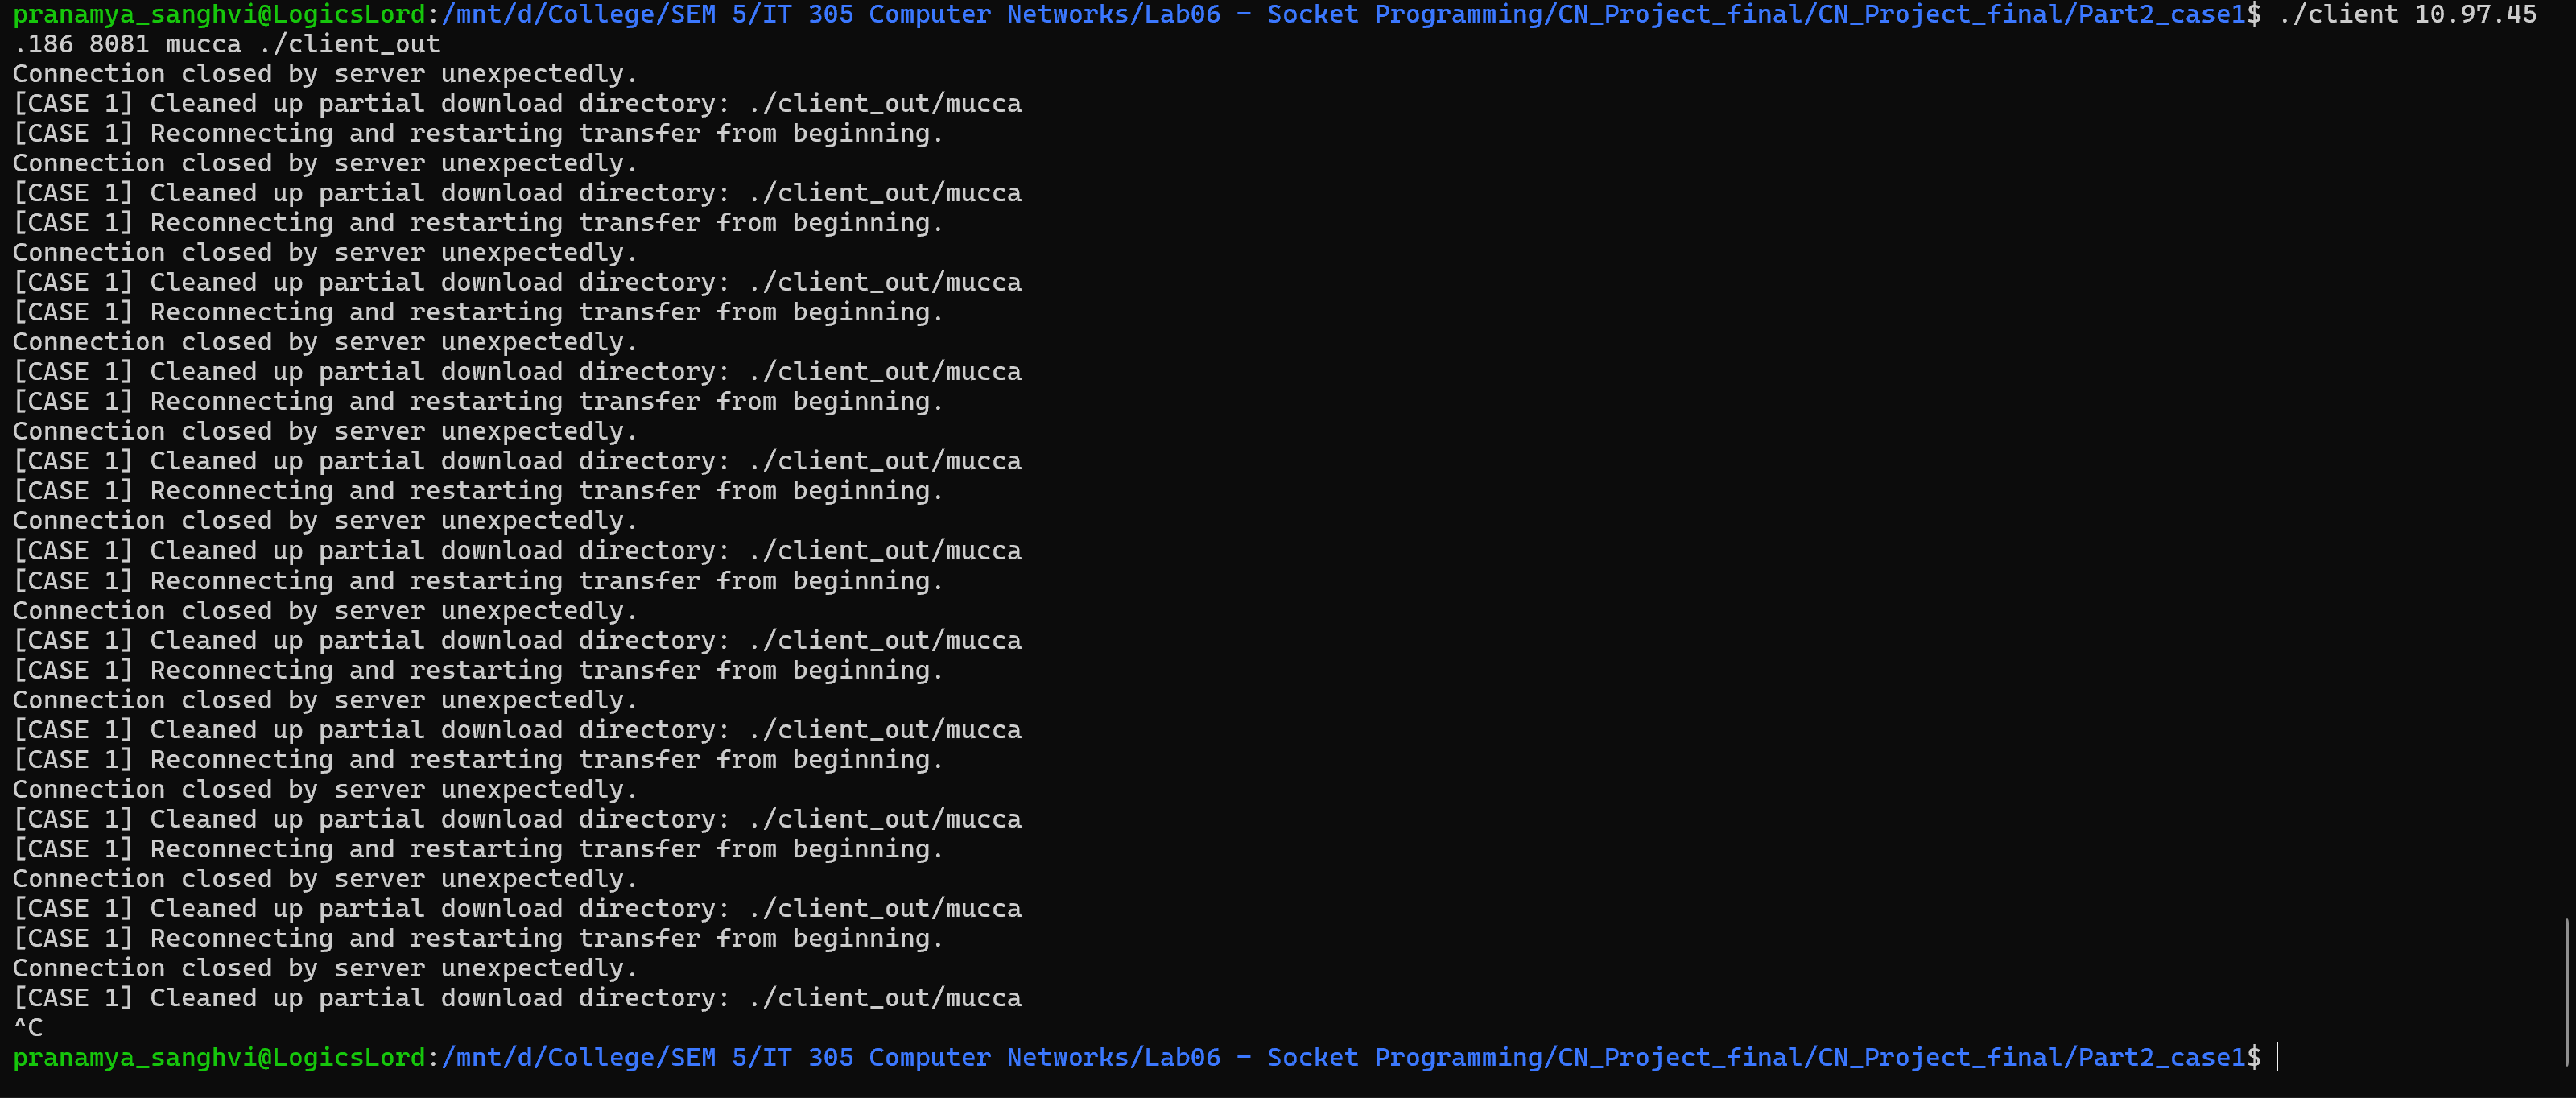 pranamya_sanghvi@LogicsLord:/mnt/d/College/SEM 5/IT 305 Computer Networks/Lab06 - Socket Programming/CN_Project_final/CN_Project_final/Part2_case1$ ./client 10.97.45
.186 8081 mucca ./client_out
Connection closed by server unexpectedly.
[CASE 1] Cleaned up partial download directory: ./client_out/mucca
[CASE 1] Reconnecting and restarting transfer from beginning.
Connection closed by server unexpectedly.
[CASE 1] Cleaned up partial download directory: ./client_out/mucca
[CASE 1] Reconnecting and restarting transfer from beginning.
Connection closed by server unexpectedly.
[CASE 1] Cleaned up partial download directory: ./client_out/mucca
[CASE 1] Reconnecting and restarting transfer from beginning.
Connection closed by server unexpectedly.
[CASE 1] Cleaned up partial download directory: ./client_out/mucca
[CASE 1] Reconnecting and restarting transfer from beginning.
Connection closed by server unexpectedly.
[CASE 1] Cleaned up partial download directory: ./client_out/mucca
[CASE 1] Reconnecting and restarting transfer from beginning.
Connection closed by server unexpectedly.
[CASE 1] Cleaned up partial download directory: ./client_out/mucca
[CASE 1] Reconnecting and restarting transfer from beginning.
Connection closed by server unexpectedly.
[CASE 1] Cleaned up partial download directory: ./client_out/mucca
[CASE 1] Reconnecting and restarting transfer from beginning.
Connection closed by server unexpectedly.
[CASE 1] Cleaned up partial download directory: ./client_out/mucca
[CASE 1] Reconnecting and restarting transfer from beginning.
Connection closed by server unexpectedly.
[CASE 1] Cleaned up partial download directory: ./client_out/mucca
[CASE 1] Reconnecting and restarting transfer from beginning.
Connection closed by server unexpectedly.
[CASE 1] Cleaned up partial download directory: ./client_out/mucca
[CASE 1] Reconnecting and restarting transfer from beginning.
Connection closed by server unexpectedly.
[CASE 1] Cleaned up partial download directory: ./client_out/mucca
^C
pranamya_sanghvi@LogicsLord:/mnt/d/College/SEM 5/IT 305 Computer Networks/Lab06 - Socket Programming/CN_Project_final/CN_Project_final/Part2_case1$